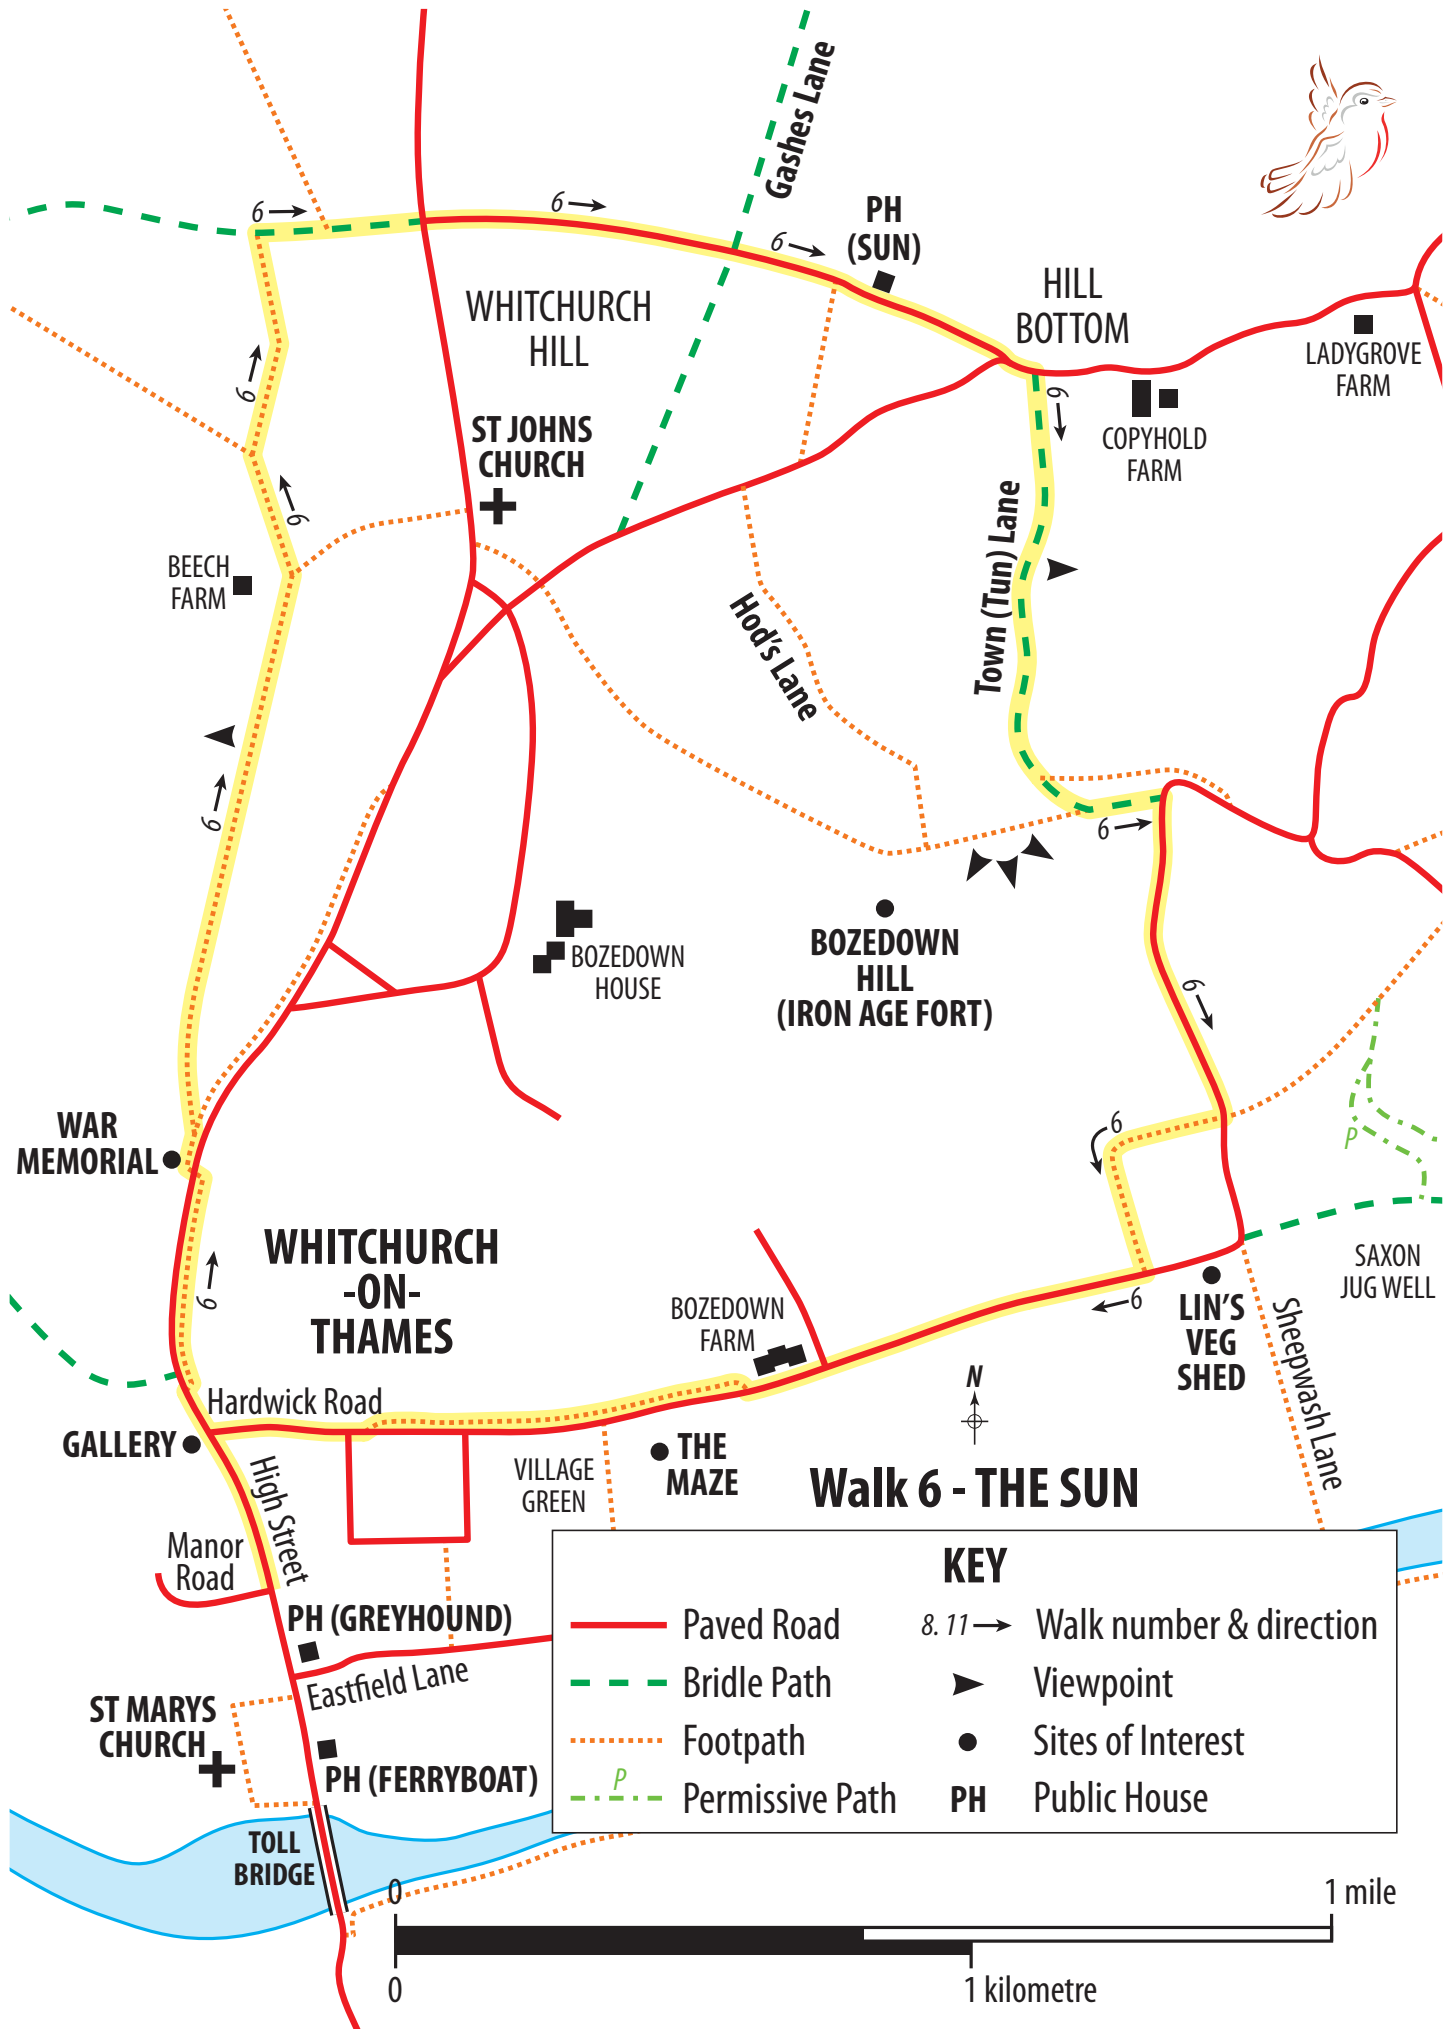 Gashes Lane
6
6
6
PH
(SUN)
HILL
BOTTOM
WHITCHURCH
HILL
LADYGROVE
FARM
6
6
ST JOHNS
CHURCH
COPYHOLD
FARM
6
BEECH
FARM
Town (Tun) Lane
Hod's Lane
6
6
BOZEDOWN
HOUSE
BOZEDOWN
HILL
(IRON AGE FORT)
6
WAR
MEMORIAL
6
P
WHITCHURCH
-ON-
THAMES
6
SAXON
JUG WELL
BOZEDOWN
FARM
6
LIN'S
VEG
SHED
Sheepwash Lane
N
Hardwick Road
GALLERY
High Street
VILLAGE
GREEN
THE
MAZE
Walk 6 - THE SUN
Manor
Road
PH (GREYHOUND)
Eastfield Lane
ST MARYS
CHURCH
PH (FERRYBOAT)
TOLL
BRIDGE
KEY
Paved Road
8. 11 Walk number & direction
Bridle Path
Viewpoint
Footpath
Sites of Interest
P
Permissive Path
PH Public House
0 1 mile
0 1 kilometre